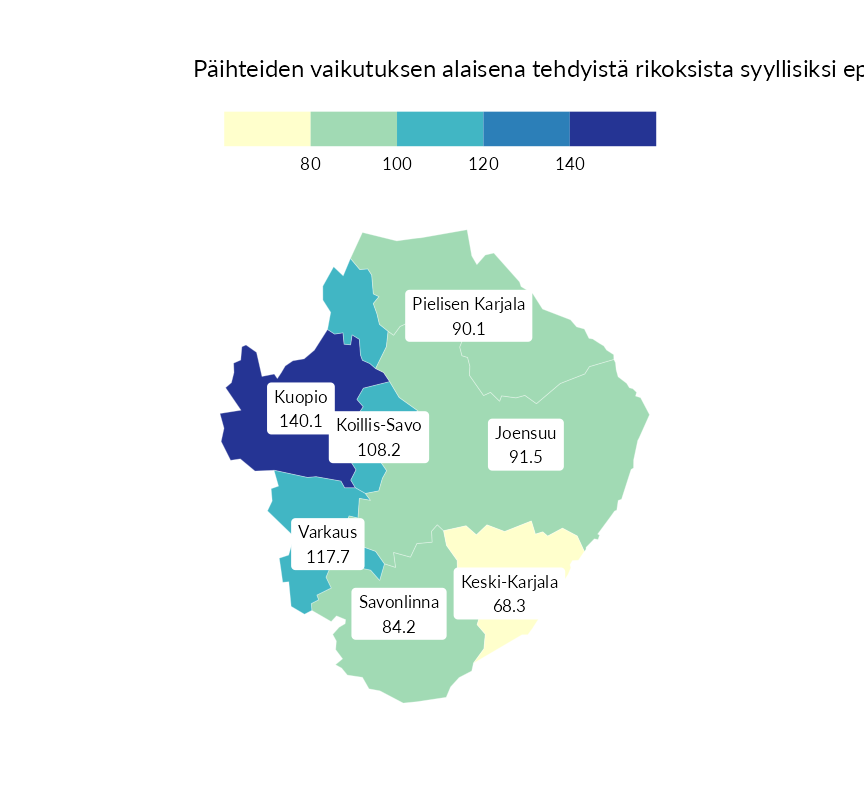 Päihteiden vaikutuksen alaisena tehdyistä rikoksista syyllisiksi ep
80 100 120 140
Pielisen Karjala
90.1
Kuopio
140.1
Koillis-Savo
108.2
Joensuu
91.5
Varkaus
117.7
Keski-Karjala
68.3
Savonlinna
84.2